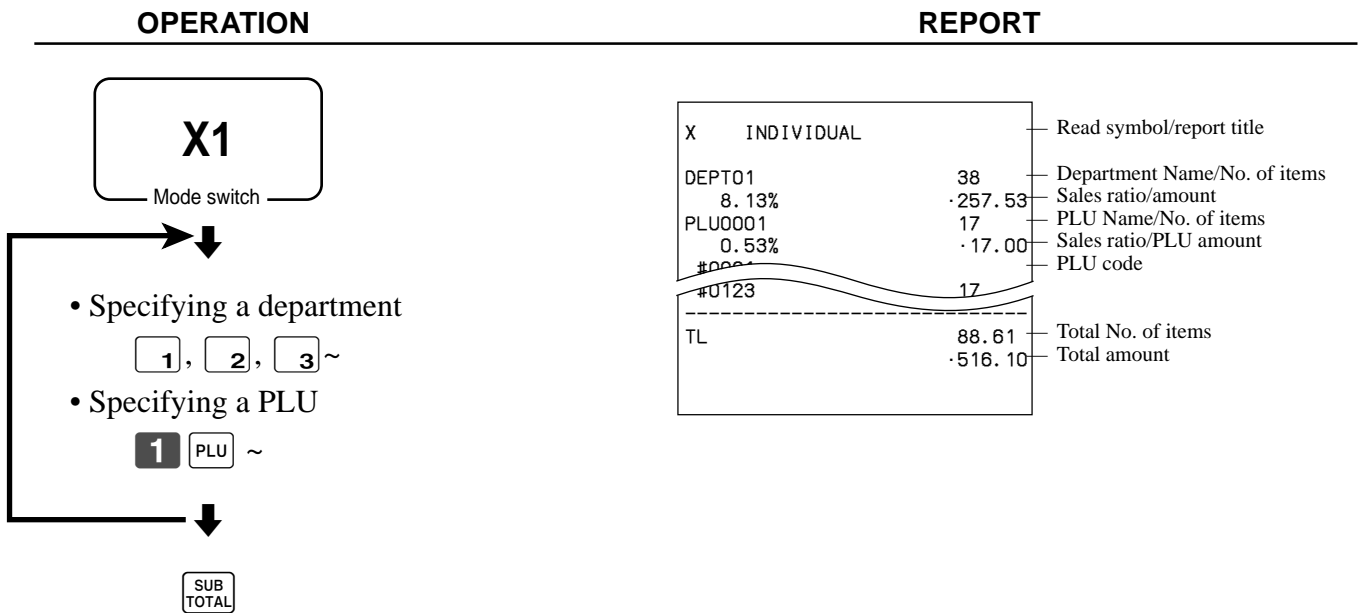 OPERATION
REPORT
X1
Mode switch
• Specifying a department
1, 2, 3~
• Specifying a PLU
1 PLU ~
SUB
TOTAL
X INDIVIDUAL
Read symbol/report title
DEPT01 38
Department Name/No. of items
8.13% ·257.53
Sales ratio/amount
PLU0001 17
PLU Name/No. of items
0.53% ·17.00
Sales ratio/PLU amount
#0001
PLU code
#0123 17
TL 88.61
Total No. of items
·516.10
Total amount